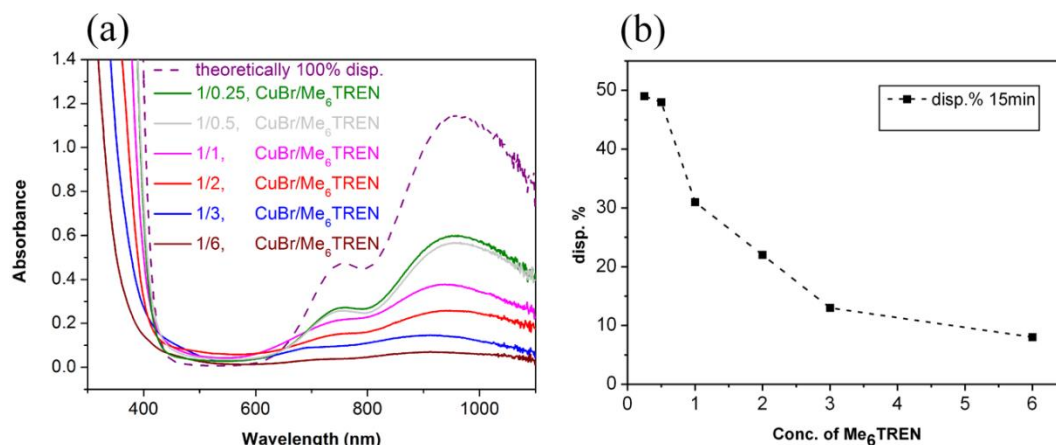 (a)
1.4
1.2
1.0
0.8
0.6
0.4
0.2
0.0
Absorbance
theoretically 100% disp.
1/0.25, CuBr/Me₆TREN
1/0.5, CuBr/Me₆TREN
1/1, CuBr/Me₆TREN
1/2, CuBr/Me₆TREN
1/3, CuBr/Me₆TREN
1/6, CuBr/Me₆TREN
400 600 800 1000
Wavelength (nm)
(b)
50
40
30
20
10
0
disp. %
disp.% 15min
0 1 2 3 4 5 6
Conc. of Me₆TREN